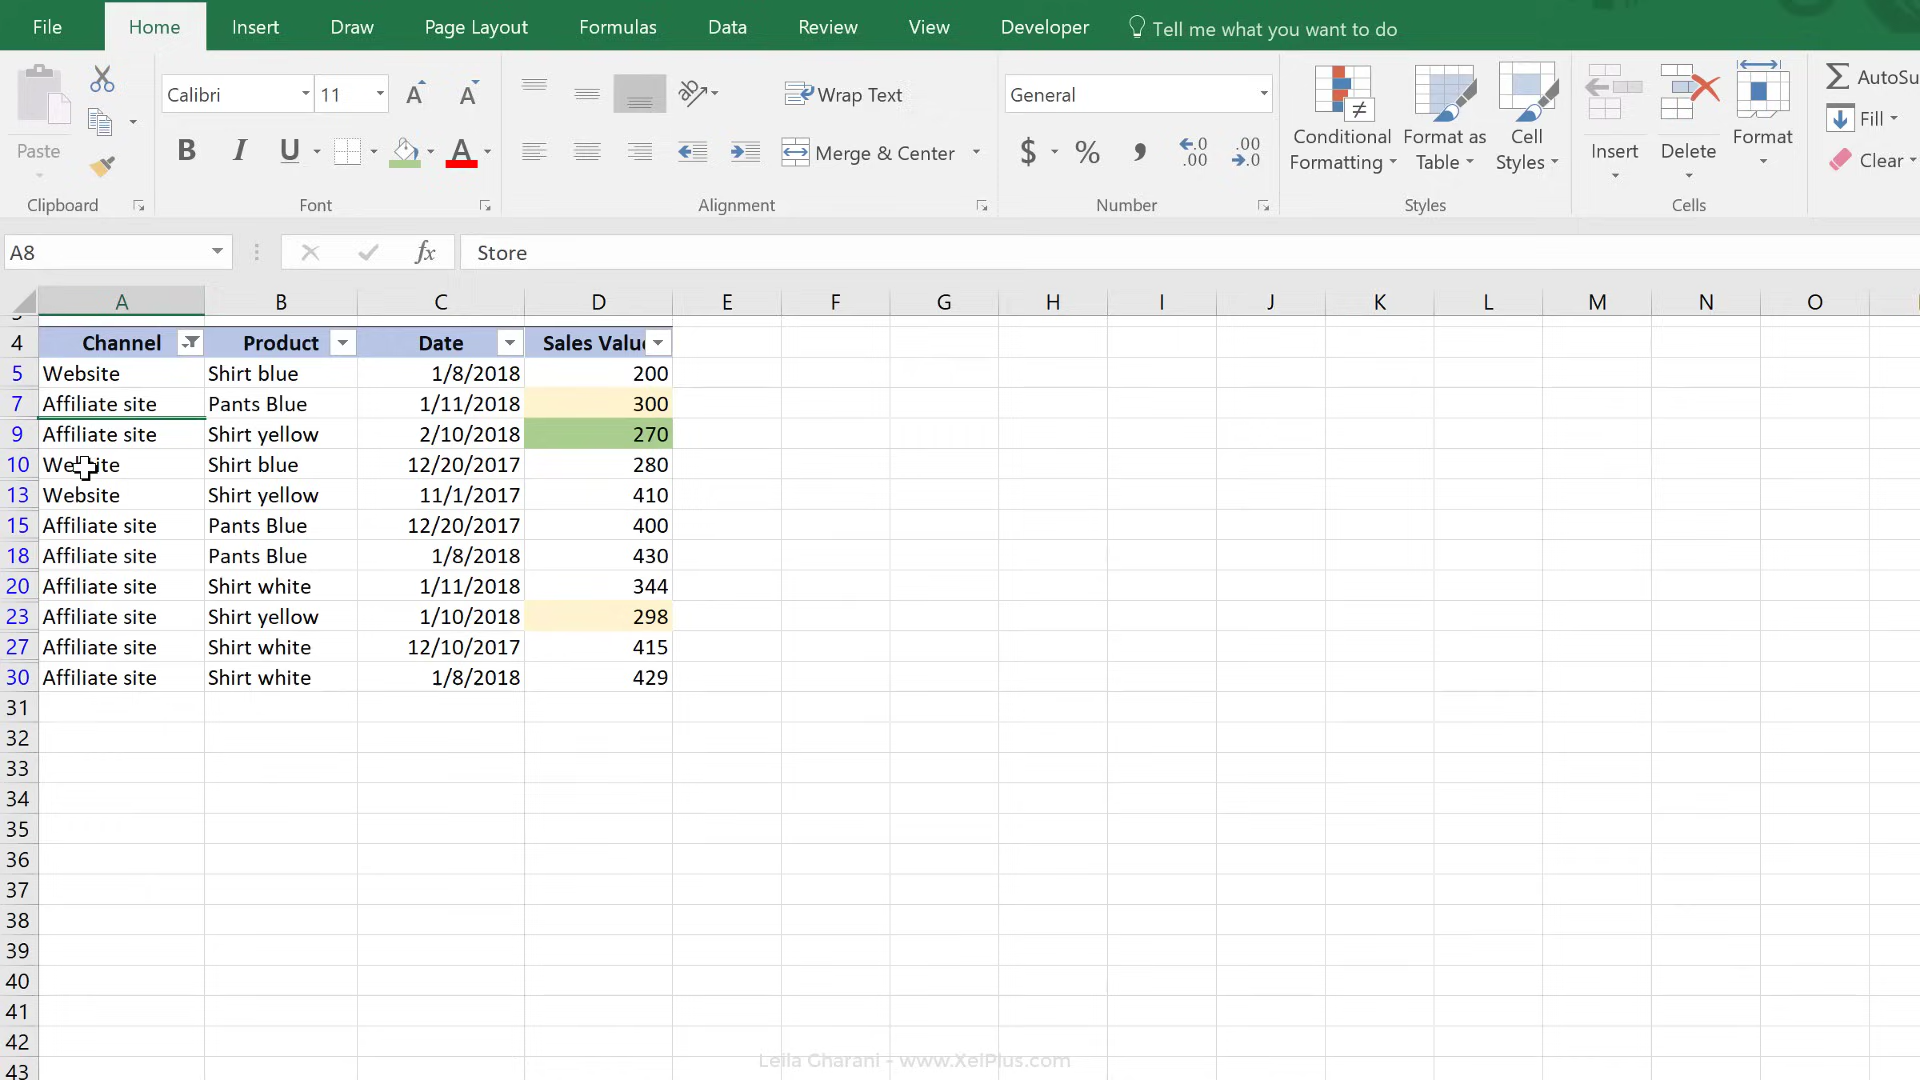 File Home Insert Draw Page Layout Formulas Data Review View Developer Tell me what you want to do
Calibri 11 Wrap Text General AutoSu
Paste B I U Merge & Center $ % Conditional Formatting Format as Table Cell Styles Insert Delete Format Fill Clear
Clipboard Font Alignment Number Styles Cells
A8 fx Store
A B C D E F G H I J K L M N O
4 Channel Product Date Sales Valu
5 Website Shirt blue 1/8/2018 200
7 Affiliate site Pants Blue 1/11/2018 300
9 Affiliate site Shirt yellow 2/10/2018 270
10 Website Shirt blue 12/20/2017 280
13 Website Shirt yellow 11/1/2017 410
15 Affiliate site Pants Blue 12/20/2017 400
18 Affiliate site Pants Blue 1/8/2018 430
20 Affiliate site Shirt white 1/11/2018 344
23 Affiliate site Shirt yellow 1/10/2018 298
27 Affiliate site Shirt white 12/10/2017 415
30 Affiliate site Shirt white 1/8/2018 429
31
32
33
34
35
36
37
38
39
40
41
42
43
Leila Gharani - www.XelPlus.com